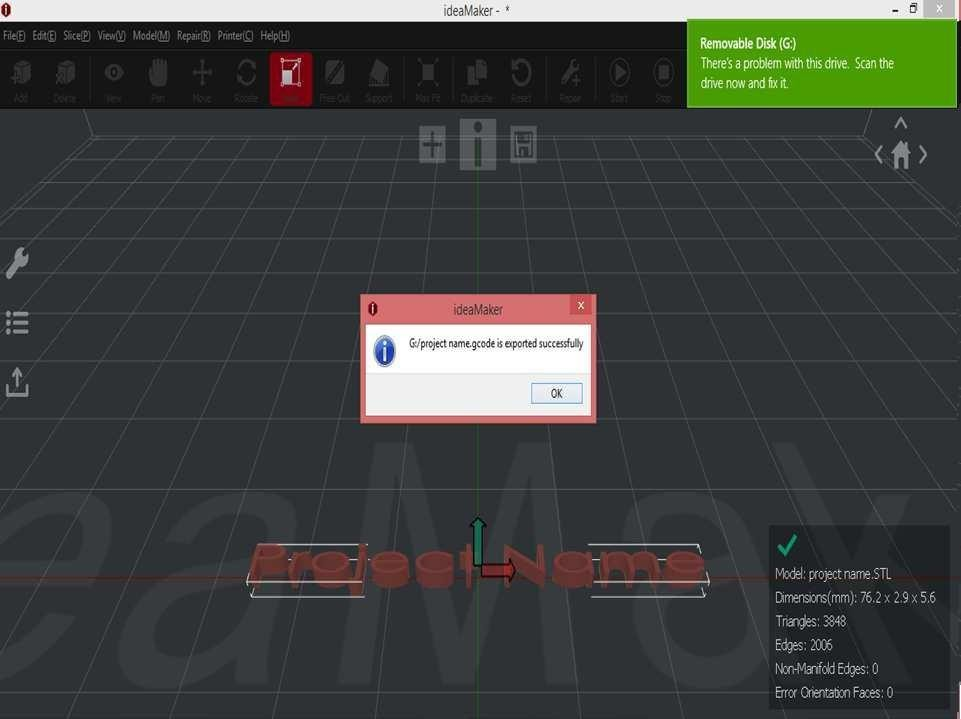 ideaMaker - *
File(F) Edit(E) Slice(P) View(V) Model(M) Repair(R) Printer(C) Help(H)
Removable Disk (G:)
There's a problem with this drive. Scan the
drive now and fix it.
Add Delete View Pan Move Rotate Free Cut Support Max Fit Duplicate Reset Repair Start Stop
ideaMaker
G:/project name.gcode is exported successfully
OK
Project Name
Model: project name.STL
Dimensions(mm): 76.2 x 2.9 x 5.6
Triangles: 3848
Edges: 2006
Non-Manifold Edges: 0
Error Orientation Faces: 0